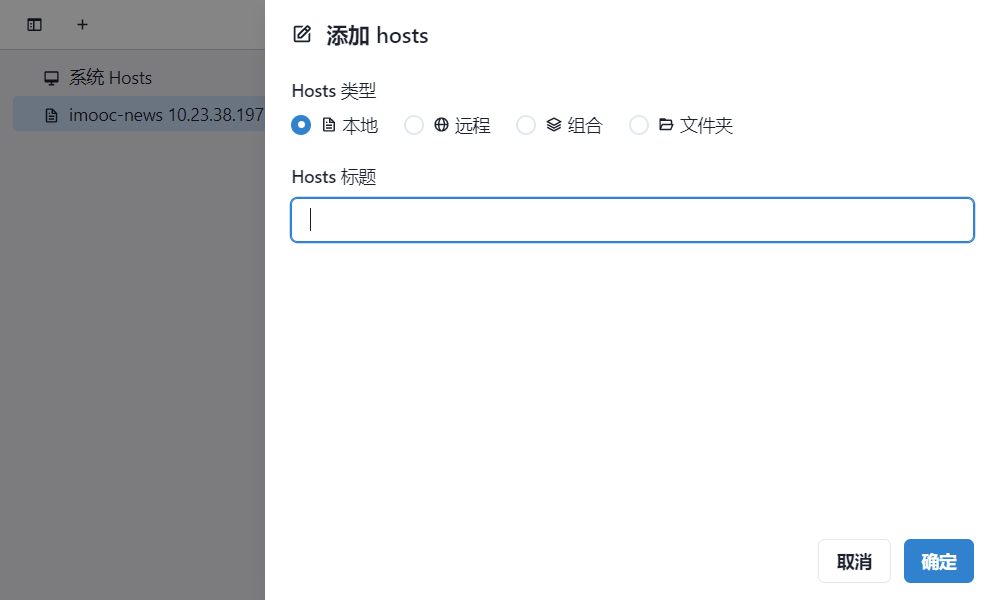 系统 Hosts
imooc-news 10.23.38.197
添加 hosts
Hosts 类型
本地 远程 组合 文件夹
Hosts 标题
取消 确定